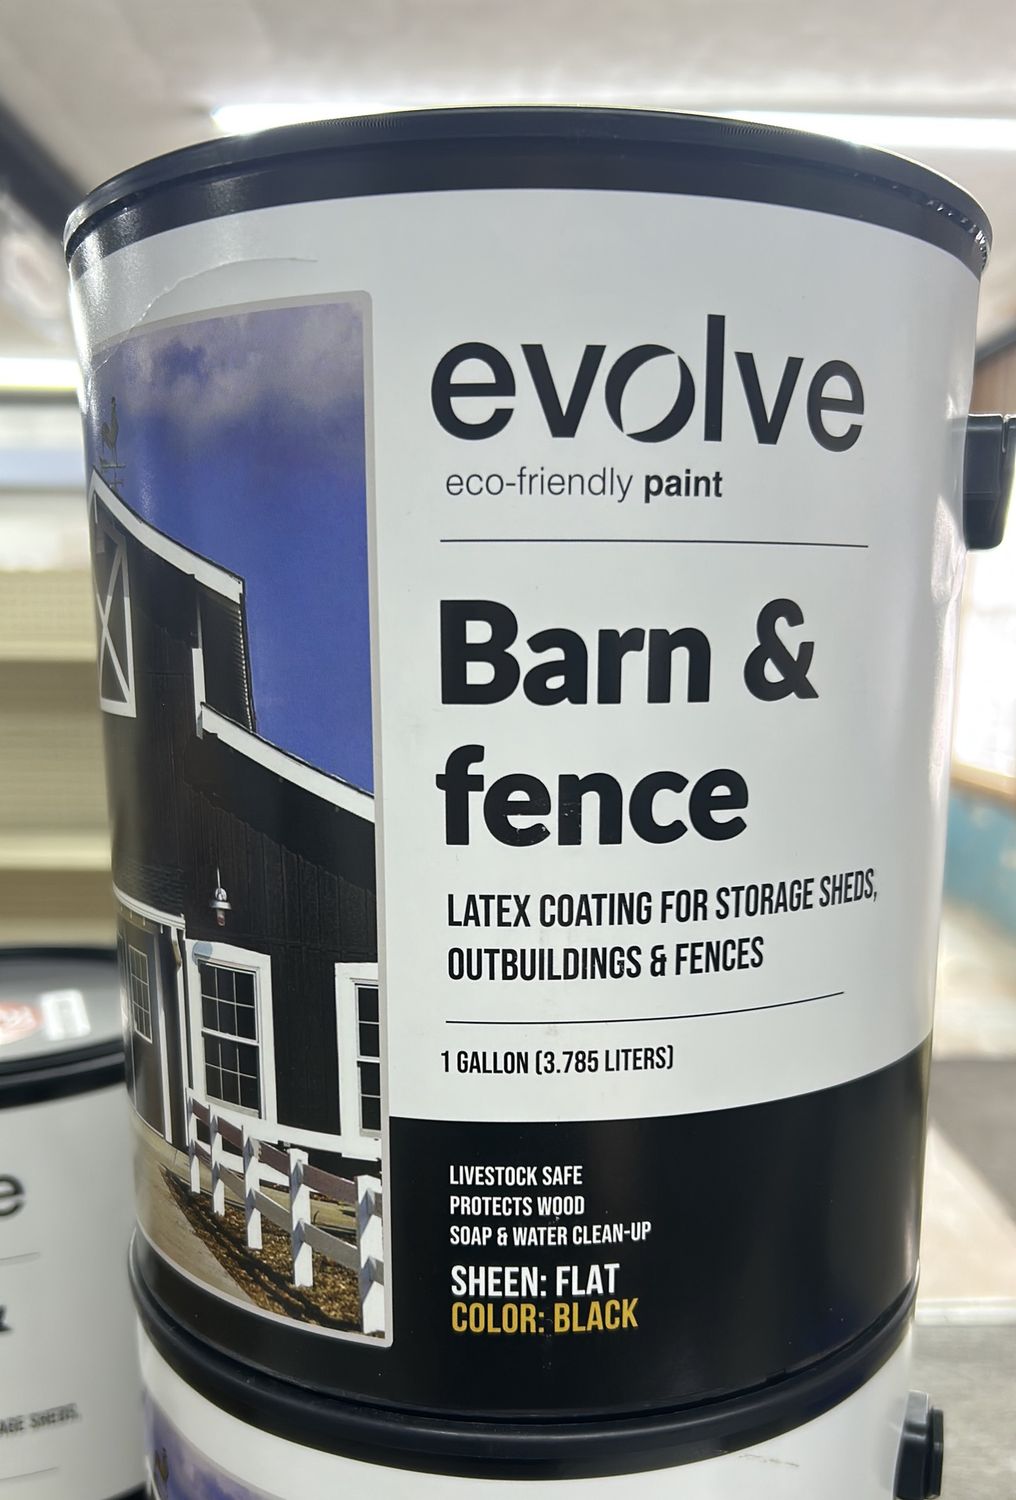 evolve
eco-friendly paint
Barn &
fence
LATEX COATING FOR STORAGE SHEDS,
OUTBUILDINGS & FENCES
1 GALLON (3.785 LITERS)
LIVESTOCK SAFE
PROTECTS WOOD
SOAP & WATER CLEAN-UP
SHEEN: FLAT
COLOR: BLACK
e
SHEDS,